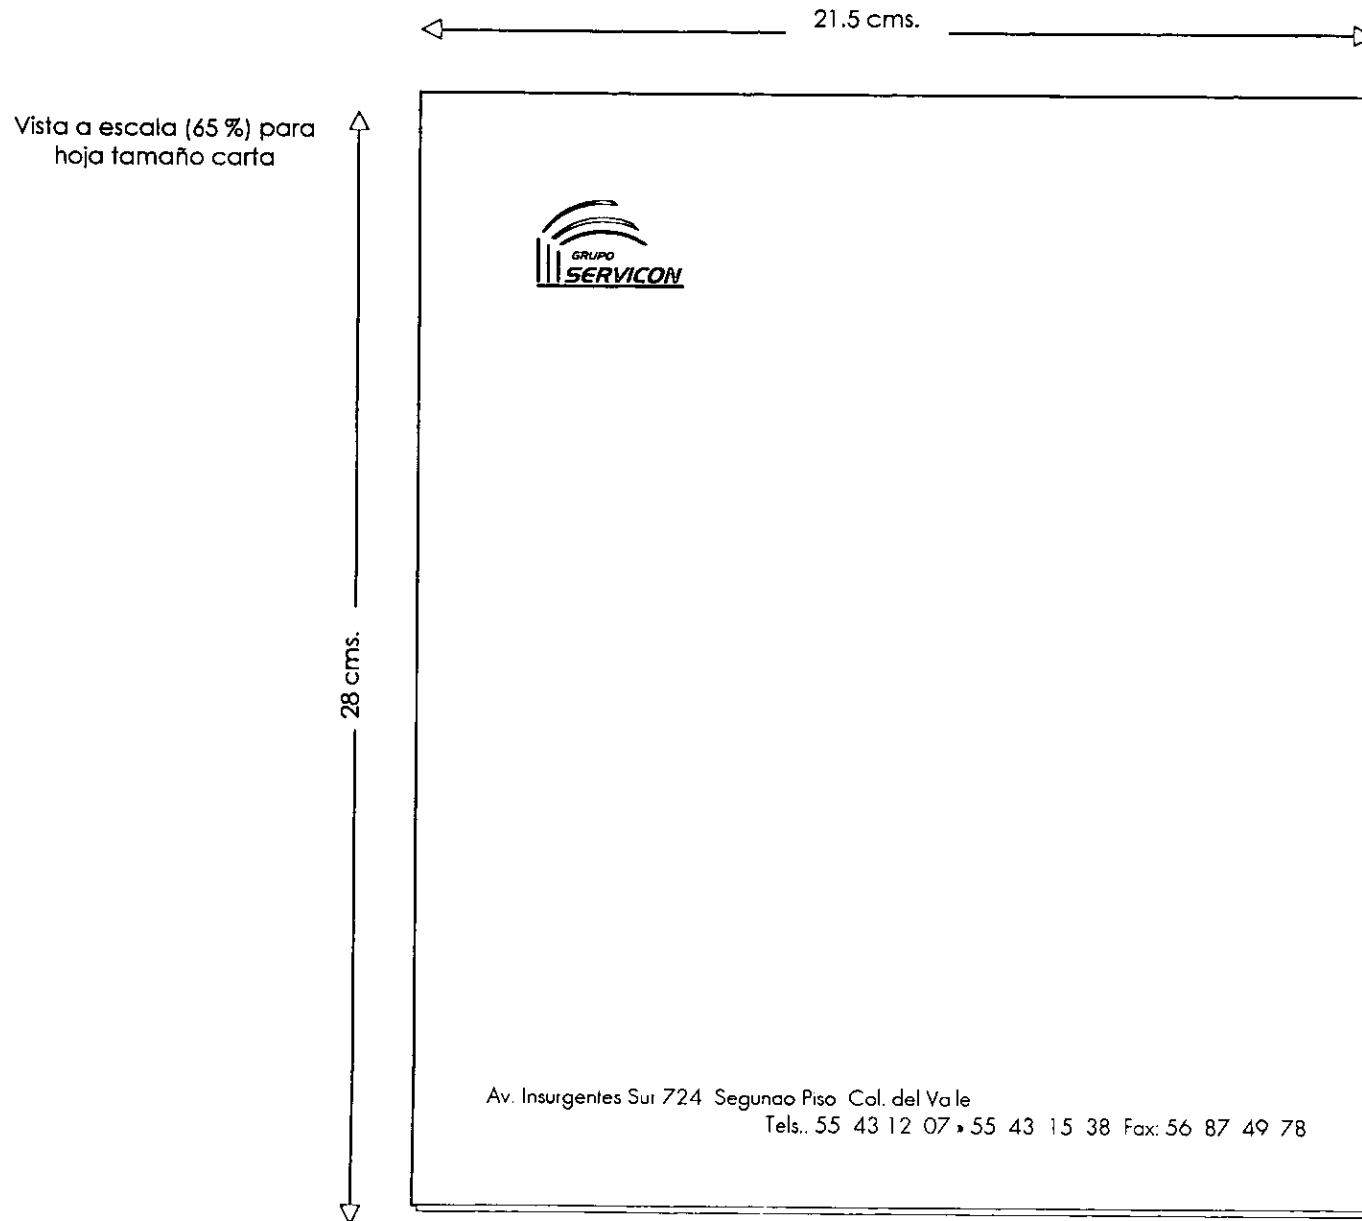 21.5 cms.
Vista a escala (65 %) para
hoja tamaño carta
GRUPO
SERVICON
28 cms.
Av. Insurgentes Sur 724 Segundo Piso Col. del Valle
Tels.. 55 43 12 07 • 55 43 15 38 Fax: 56 87 49 78